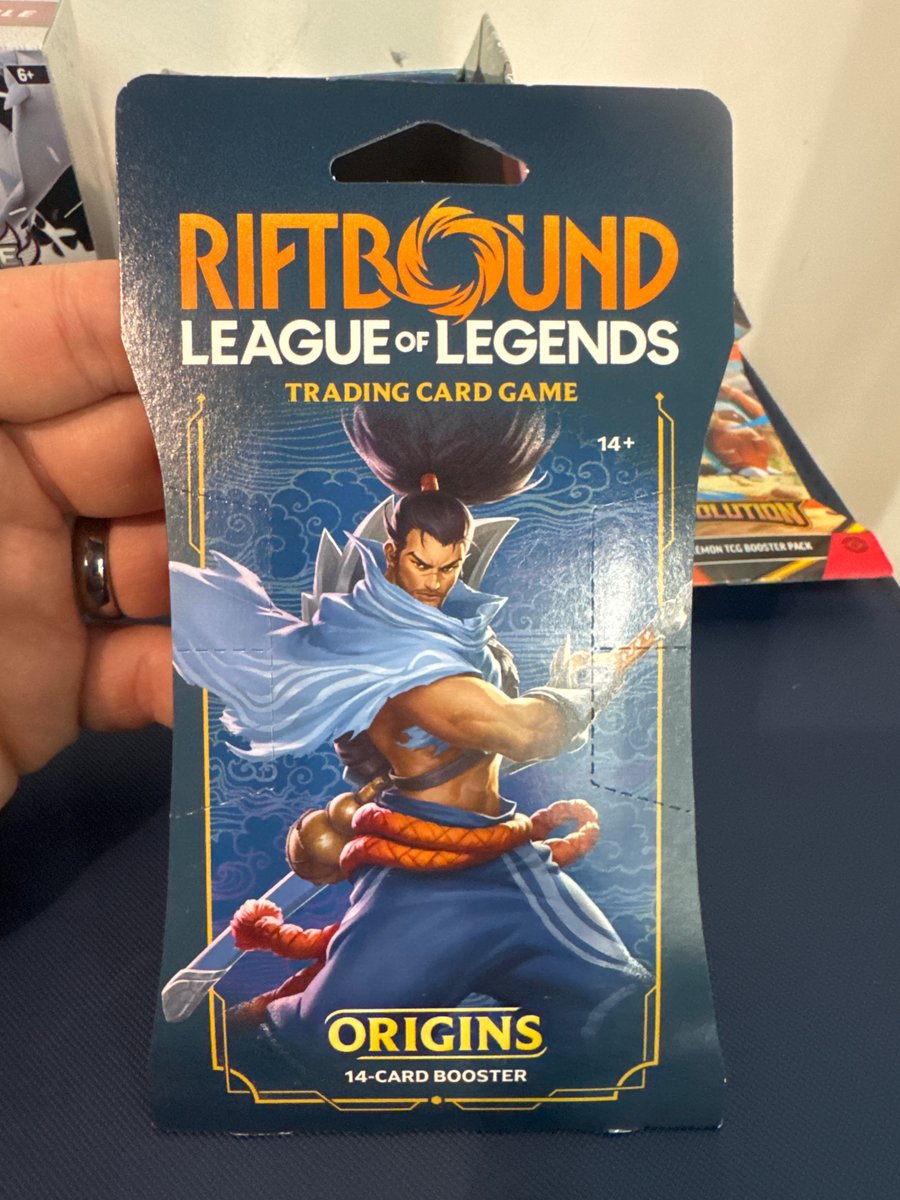 6+
RIFTBOUND
LEAGUE OF LEGENDS
TRADING CARD GAME
14+
OLUTION
EMON TCG BOOSTER PACK
ORIGINS
14-CARD BOOSTER